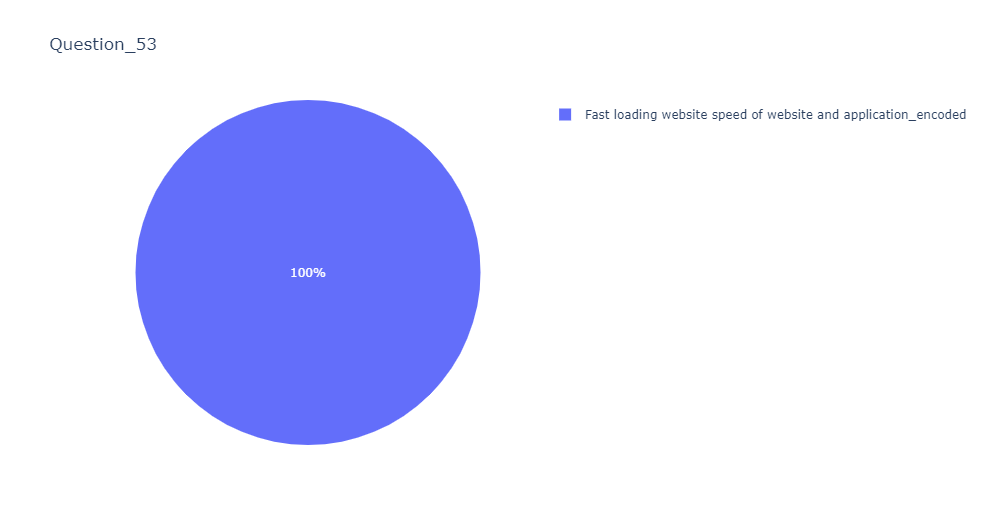 Question_53
Fast loading website speed of website and application_encoded
100%